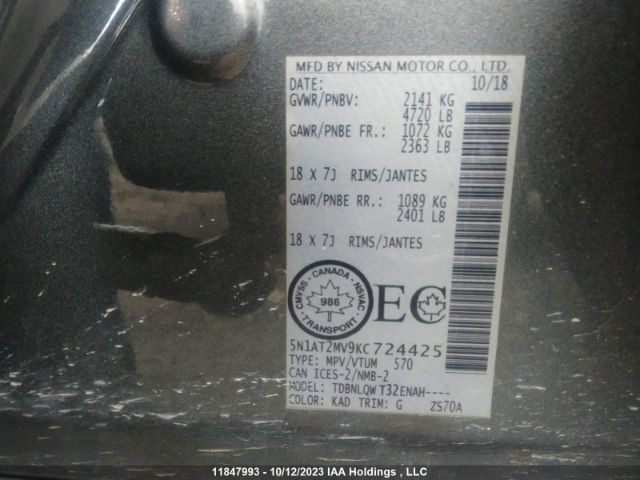 MFD BY NISSAN MOTOR CO., LTD.
DATE: 10/18
GVWR/PNBV: 2141 KG
4720 LB
GAWR/PNBE FR.: 1072 KG
2363 LB
18 X 7J RIMS/JANTES
GAWR/PNBE RR.: 1089 KG
2401 LB
18 X 7J RIMS/JANTES
CMVSS - CANADA - NSVAC
986
TRANSPORT
EC
5N1AT2MV9KC724425
TYPE: MPV/VTUM 570
CAN ICES-2/NMB-2
MODEL: TDBNLQWT32ENAH----
COLOR: KAD TRIM: G ZS70A
11847993 - 10/12/2023 IAA Holdings , LLC